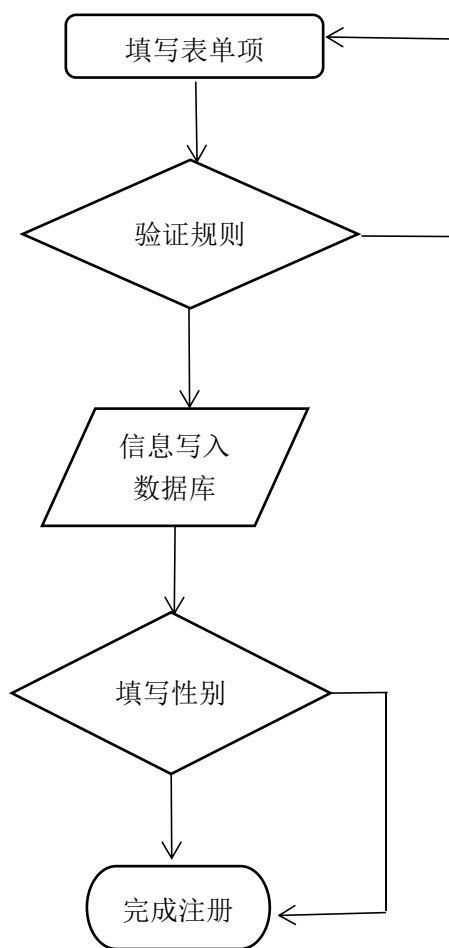 填写表单项
验证规则
信息写入
数据库
填写性别
完成注册